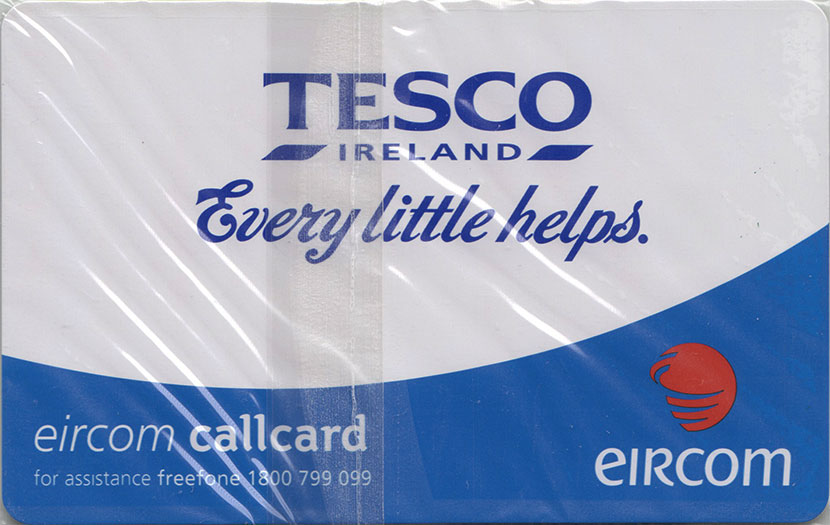 TESCO
IRELAND
Every little helps.
eircom callcard
for assistance freefone 1800 799 099
eircom